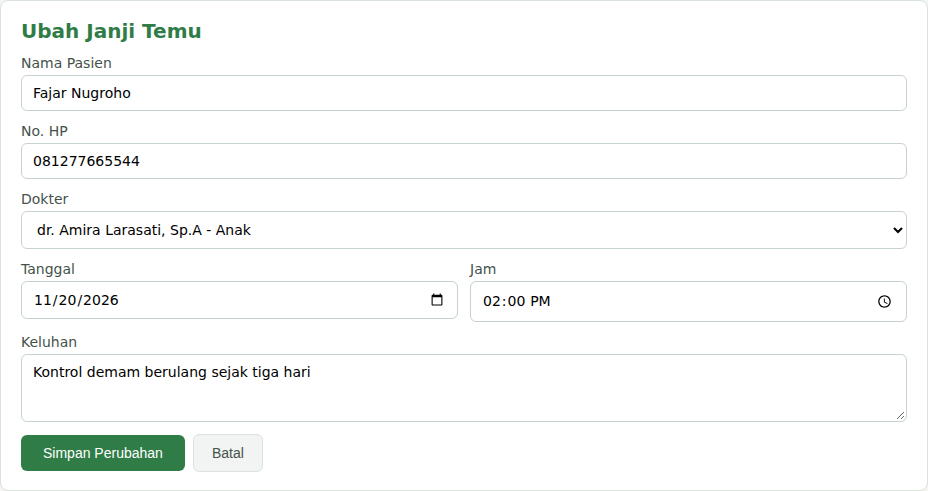 Ubah Janji Temu
Nama Pasien
Fajar Nugroho
No. HP
081277665544
Dokter
dr. Amira Larasati, Sp.A - Anak
Tanggal
Jam
11/20/2026
02:00 PM
Keluhan
Kontrol demam berulang sejak tiga hari
Simpan Perubahan
Batal